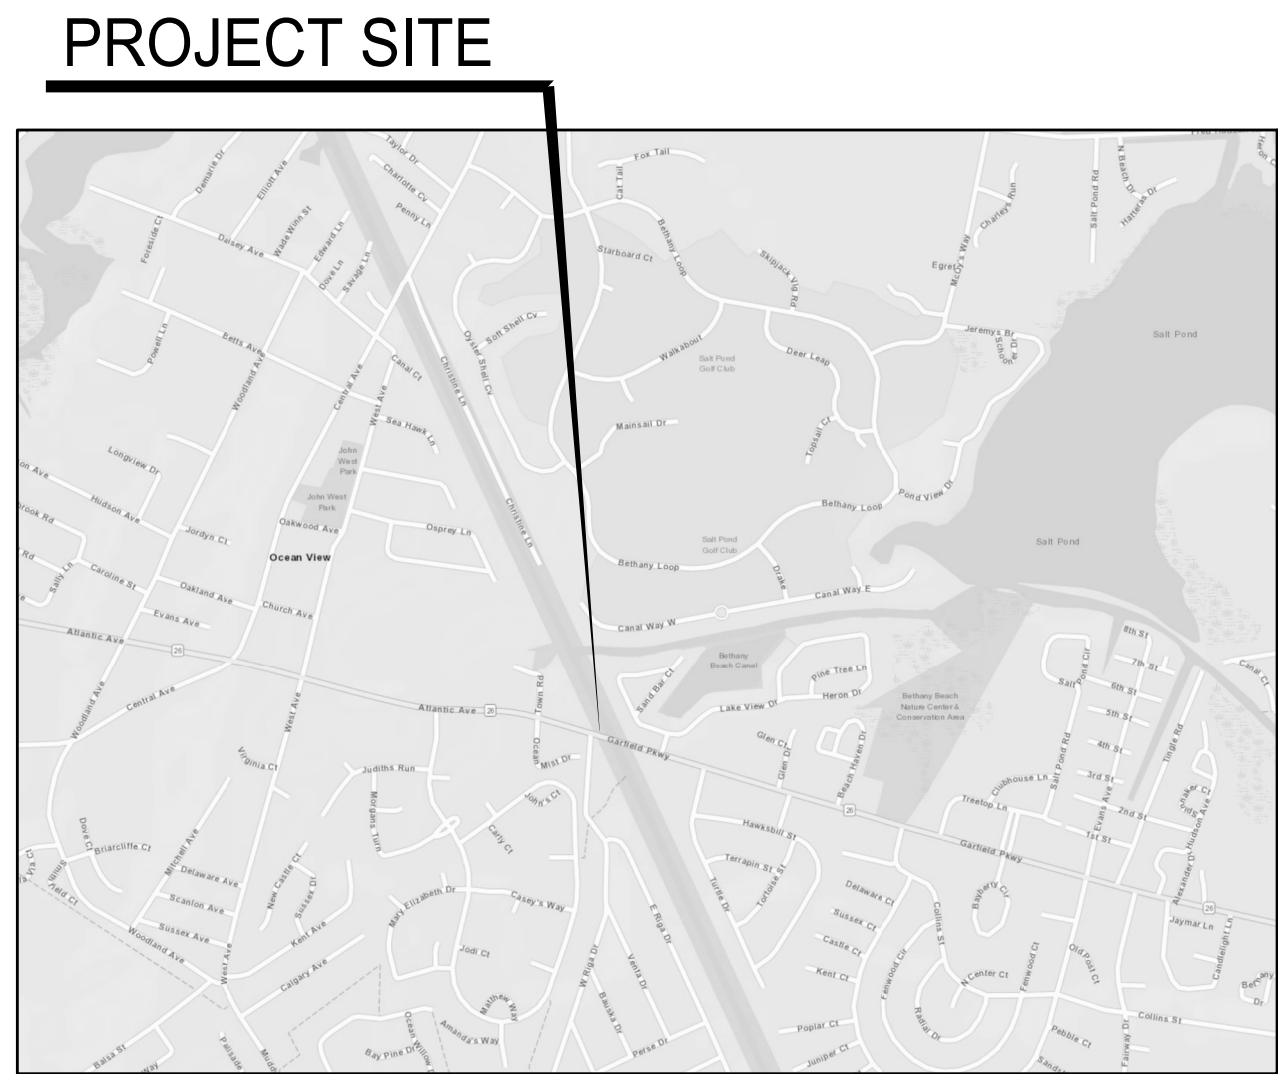 PROJECT SITE
Demarie Dr
Elliott Ave
Taylor Dr
Charlotte Cv
Penny Ln
Fox Tail
Cat Tail
Charleys Run
Salt Pond Rd
N Beach Dr
Hatteras Dr
Foreside Ct
Daisey Ave
Wade Winn St
Edward Ln
Dove Ln
Savage Ln
Starboard Ct
Bethany Loop
Skipjack Vlg Rd
Egret
McCoy's Way
Salt Pond
Powell Ln
Betts Ave
Woodland Ave
Central Ave
Canal Ct
West Ave
Christine Ln
Oyster Shell Cv
Soft Shell Cv
Walkabout
Salt Pond
Golf Club
Deer Leap
Jeremys Br
Schooner Dr
Sea Hawk Ln
Mainsail Dr
Topsail Ct
John
West
Park
Longview Dr
John West
Park
Hudson Ave
Jordyn Ct
Oakwood Ave
Osprey Ln
Christine Ln
Bethany Loop
Pond View Dr
Ocean View
Salt Pond
Golf Club
Salt Pond
Bethany Loop
Drake
Sally Ln
Caroline St
Oakland Ave
Church Ave
Evans Ave
Canal Way E
Canal Way W
Atlantic Ave
26
Bethany
Beach Canal
8th St
7th St
6th St
5th St
4th St
3rd St
2nd St
1st St
Canal Ct
Woodland Ave
Central Ave
West Ave
Atlantic Ave
26
Town Rd
Sand Bar Ct
Lake View Dr
Pine Tree Ln
Heron Dr
Bethany Beach
Nature Center &
Conservation Area
Salt Pond Cir
Garfield Pkwy
Ocean Mist Dr
Glen Ct
Glen Dr
Beach Haven Dr
Salt Pond Rd
Tingle Rd
Virginia Ct
Judiths Run
Morgans Turn
John's Ct
Carly Ct
Clubhouse Ln
Treetop Ln
Evans Ave
Hudson Ave
26
Hawksbill St
Garfield Pkwy
Dove Ct
Briarcliffe Ct
Mitchell Ave
Delaware Ave
Scanlon Ave
Sussex Ave
New Castle Ct
Sussex Dr
Kent Ave
Mary Elizabeth Dr
Casey's Way
Terrapin St
Turtle Dr
Tortoise St
Delaware Ct
Sussex Ct
Castle Ct
Kent Ct
Collins St
Bayberry Cir
Alexander Dr
26
Jaymar Ln
Candlelight Ln
Woodland Ave
West Ave
Calgary Ave
Jodi Ct
Matthew Way
W Riga Dr
E Riga Dr
Venta Dr
Bauska Dr
Perse Dr
Fenwood Cir
N Center Ct
Fenwood Ct
Old Post Ct
Radial Dr
Poplar Ct
Juniper Ct
Pebble Ct
Fairway Dr
Collins St
Balsa St
Way
Palisade
Bay Pine Dr
Ocean Willow
Amanda's Way